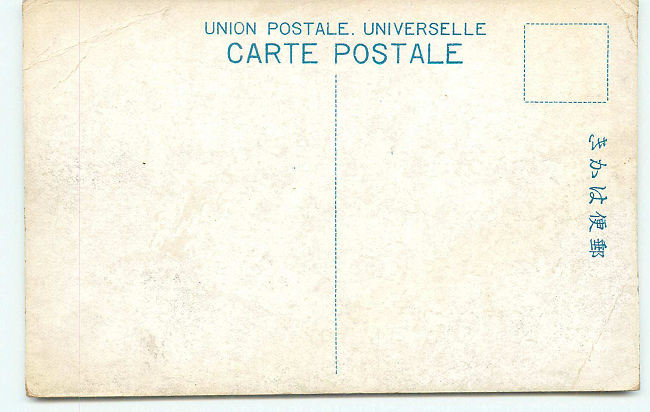 UNION POSTALE. UNIVERSELLE
CARTE POSTALE
郵便はかき